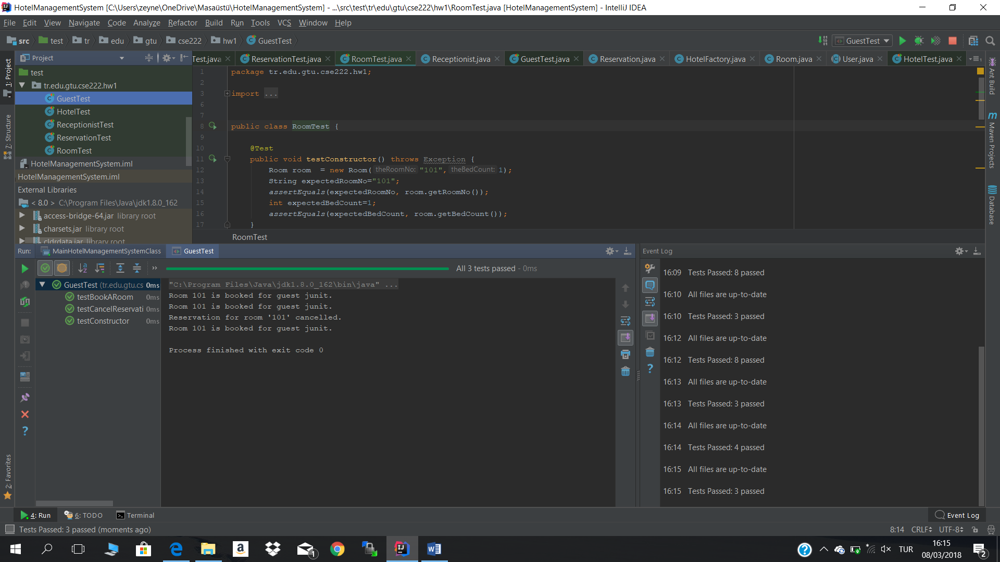 HotelManagementSystem [C:\Users\zeyne\OneDrive\Masaüstü\HotelManagementSystem] - ...\src\test\tr\edu\gtu\cse222\hw1\RoomTest.java [HotelManagementSystem] - IntelliJ IDEA
File Edit View Navigate Code Analyze Refactor Build Run Tools VCS Window Help
src test tr edu gtu cse222 hw1 GuestTest
GuestTest
1: Project
7: Structure
2: Favorites
Project
test
tr.edu.gtu.cse222.hw1
GuestTest
HotelTest
ReceptionistTest
ReservationTest
RoomTest
HotelManagementSystem.iml
HotelManagementSystem.iml
External Libraries
< 8.0 > C:\Program Files\Java\jdk1.8.0_162
access-bridge-64.jar library root
charsets.jar library root
cldrdata.jar library root
Test.java ReservationTest.java RoomTest.java Receptionist.java GuestTest.java Reservation.java HotelFactory.java Room.java User.java HotelTest.java
1 package tr.edu.gtu.cse222.hw1;
2
3 import ...
6
7
8 public class RoomTest {
9
10 @Test
11 public void testConstructor() throws Exception {
12 Room room  = new Room( theRoomNo: "101", theBedCount: 1);
13 String expectedRoomNo="101";
14 assertEquals(expectedRoomNo, room.getRoomNo());
15 int expectedBedCount=1;
16 assertEquals(expectedBedCount, room.getBedCount());
17 }
RoomTest
Ant Build
Maven Projects
Database
Run: MainHotelManagementSystemClass GuestTest
All 3 tests passed - 0ms
GuestTest (tr.edu.gtu.cs 0ms
testBookARoom 0ms
testCancelReservati 0ms
testConstructor 0ms
"C:\Program Files\Java\jdk1.8.0_162\bin\java" ...
Room 101 is booked for guest junit.
Room 101 is booked for guest junit.
Reservation for room '101' cancelled.
Room 101 is booked for guest junit.
Process finished with exit code 0
Event Log
16:09 Tests Passed: 8 passed
16:10 All files are up-to-date
16:10 Tests Passed: 3 passed
16:12 All files are up-to-date
16:12 Tests Passed: 8 passed
16:13 All files are up-to-date
16:13 Tests Passed: 3 passed
16:14 All files are up-to-date
16:14 Tests Passed: 4 passed
16:15 All files are up-to-date
16:15 Tests Passed: 3 passed
4: Run 6: TODO Terminal Event Log
Tests Passed: 3 passed (moments ago) 8:14 CRLF UTF-8
1 TUR 16:15
08/03/2018 2